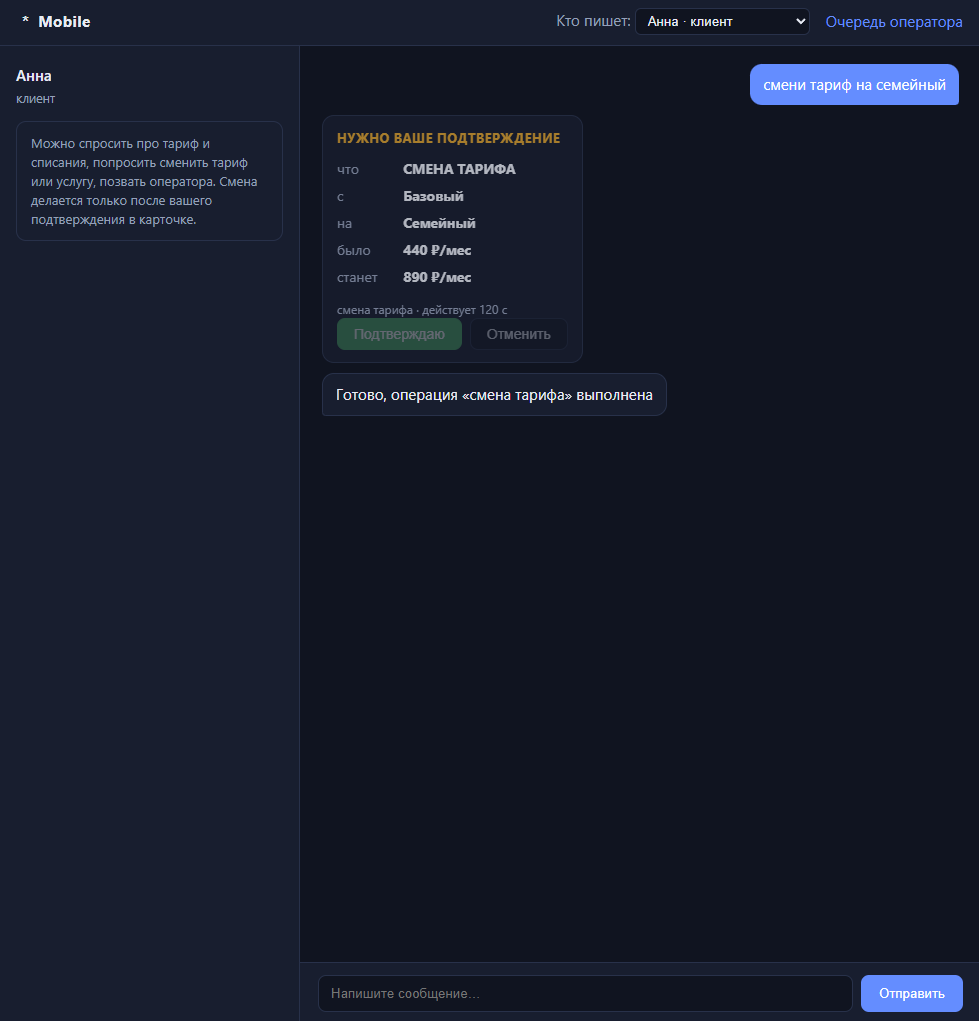 * Mobile
Кто пишет: Анна · клиент Очередь оператора
Анна
клиент
Можно спросить про тариф и
списания, попросить сменить тариф
или услугу, позвать оператора. Смена
делается только после вашего
подтверждения в карточке.
смени тариф на семейный
НУЖНО ВАШЕ ПОДТВЕРЖДЕНИЕ
что СМЕНА ТАРИФА
с Базовый
на Семейный
было 440 ₽/мес
станет 890 ₽/мес
смена тарифа · действует 120 с
Подтверждаю Отменить
Готово, операция «смена тарифа» выполнена
Напишите сообщение... Отправить